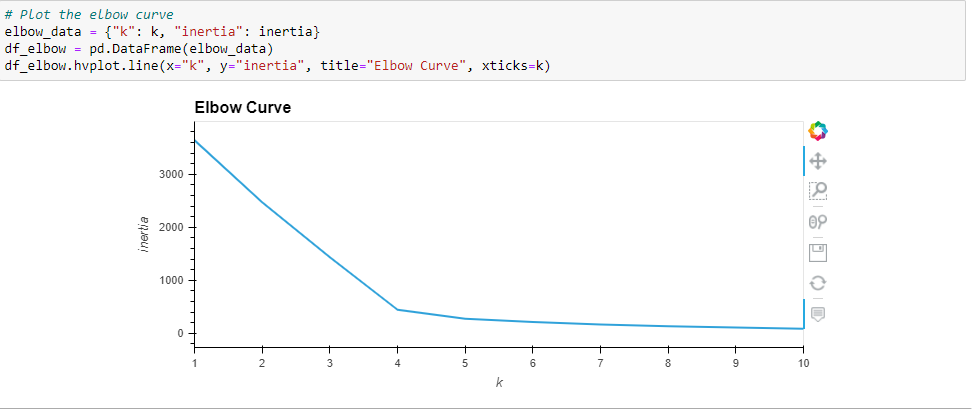 # Plot the elbow curve
elbow_data = {"k": k, "inertia": inertia}
df_elbow = pd.DataFrame(elbow_data)
df_elbow.hvplot.line(x="k", y="inertia", title="Elbow Curve", xticks=k)
Elbow Curve
inertia
3000
2000
1000
0
1 2 3 4 5 6 7 8 9 10
k